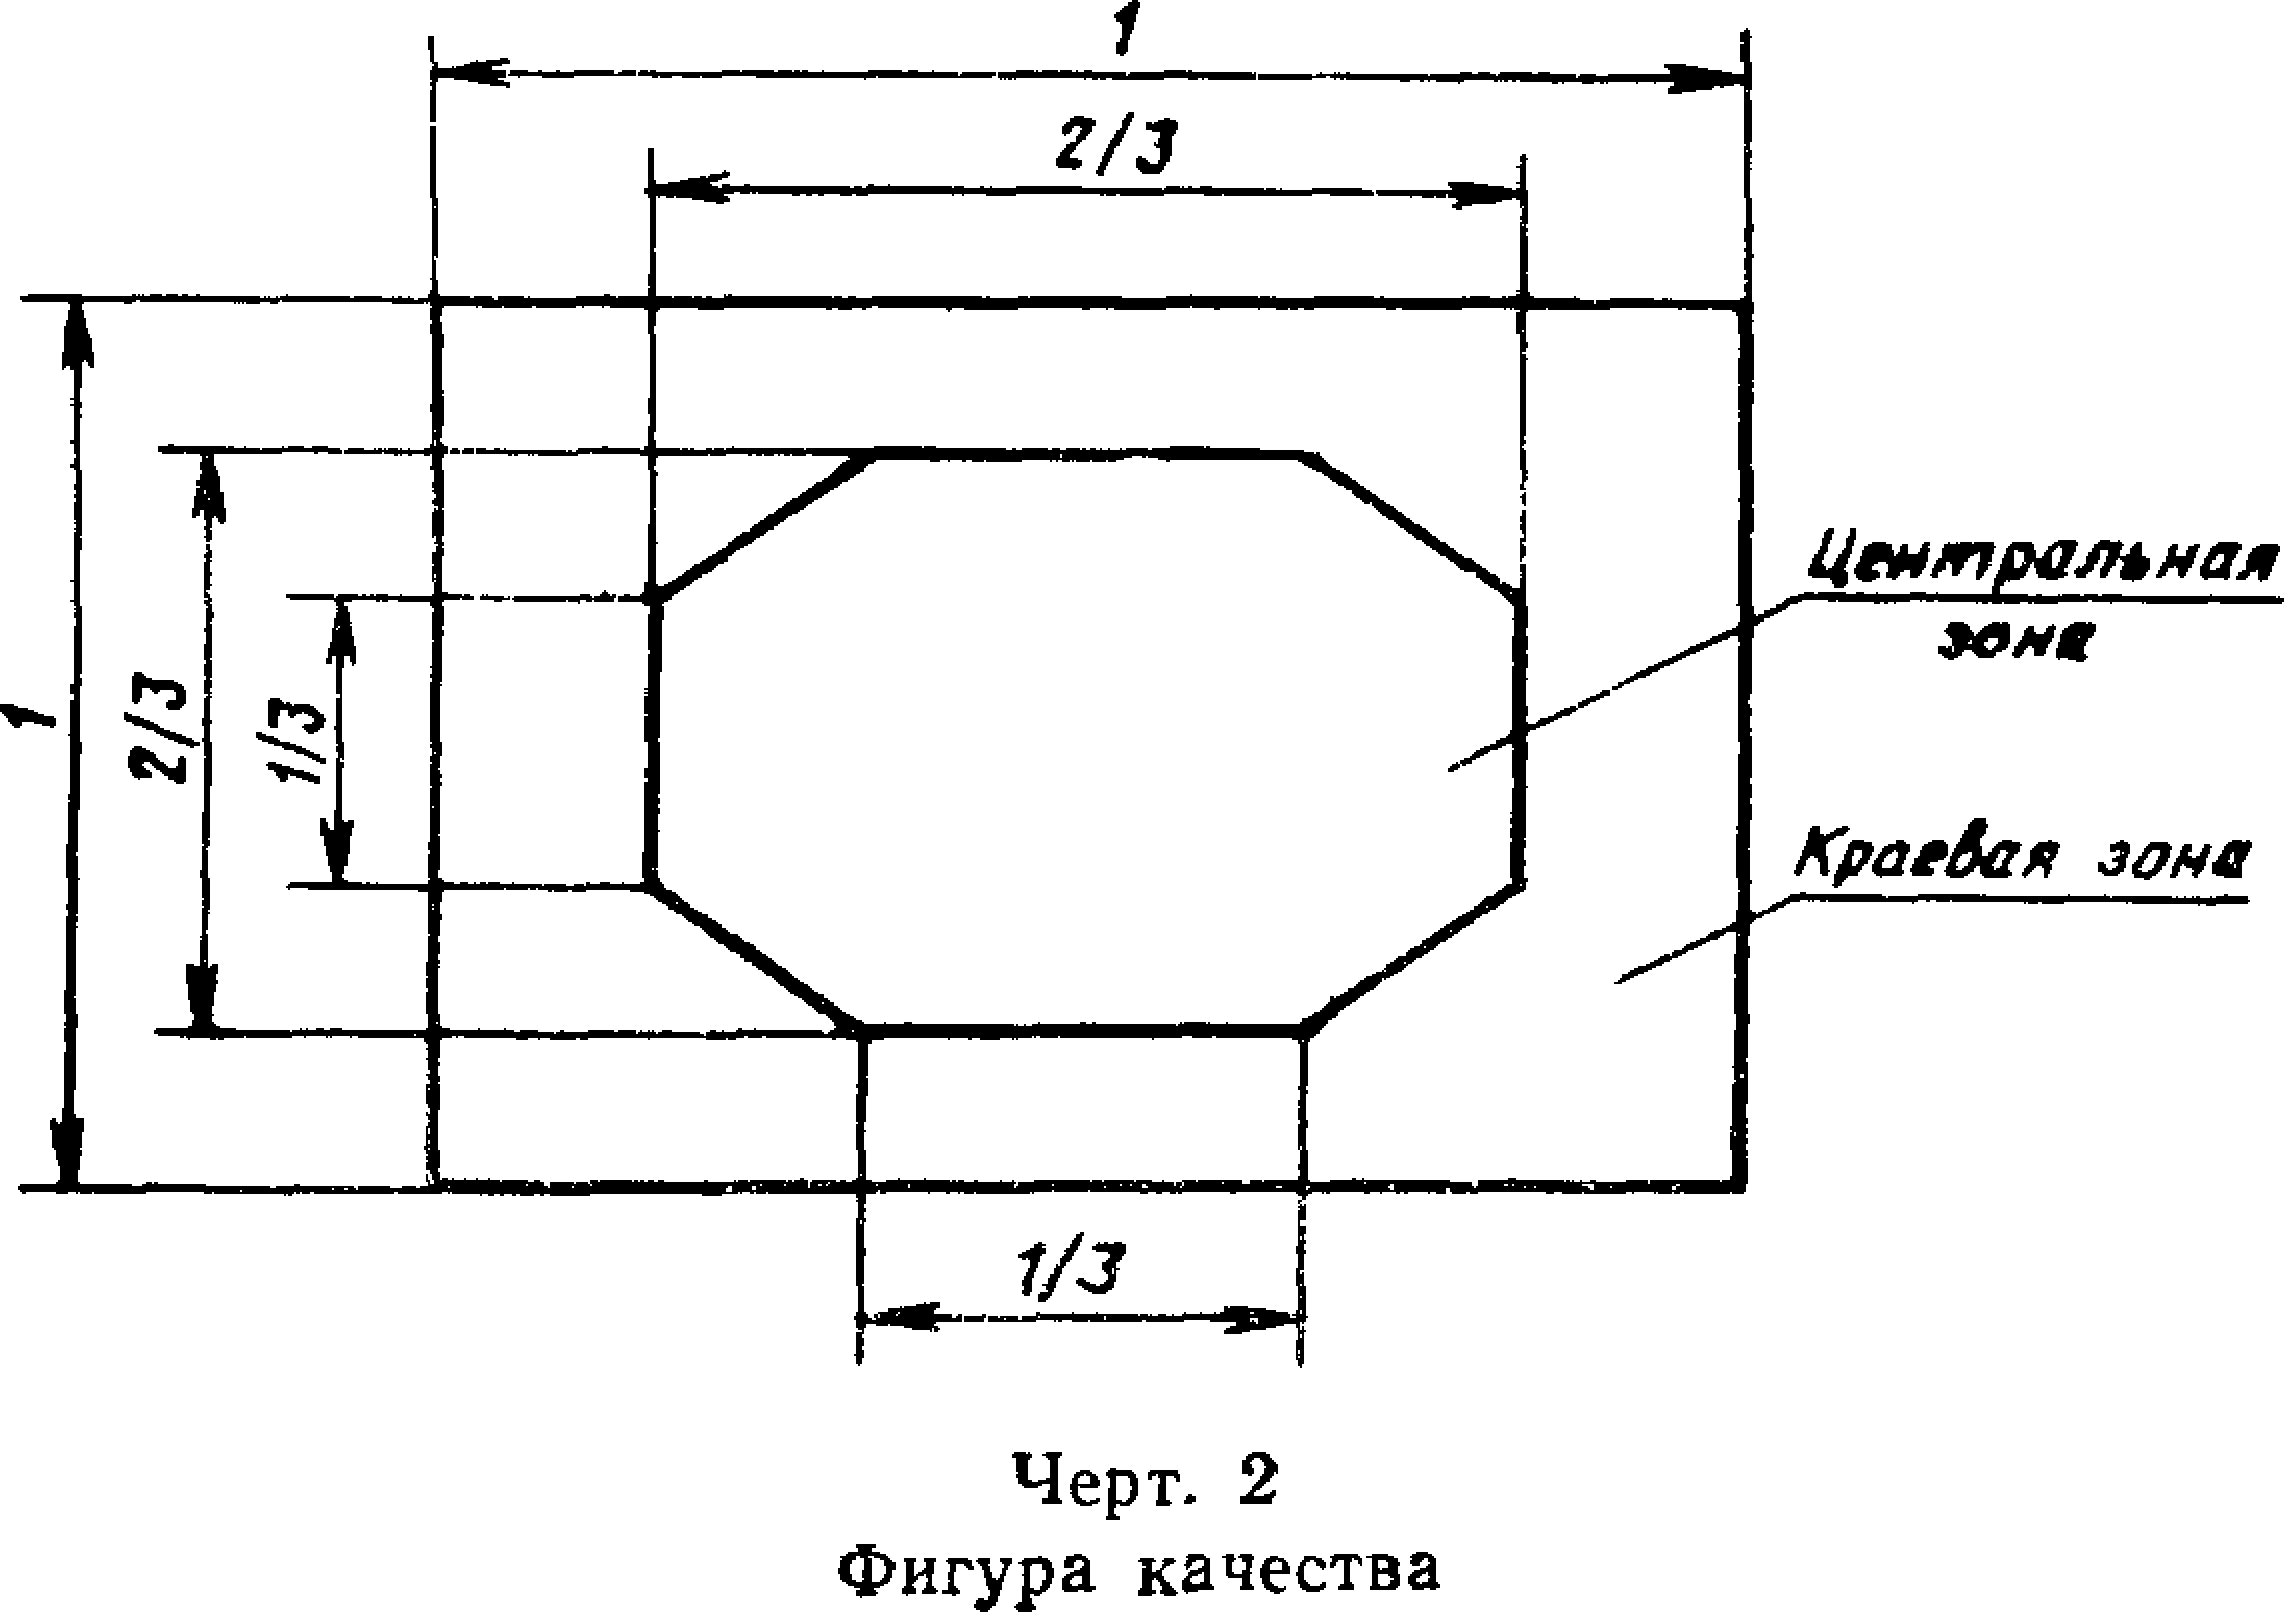 1
2/3
1
2/3
1/3
Центральная
зона
Краевая зона
1/3
Черт. 2
Фигура качества